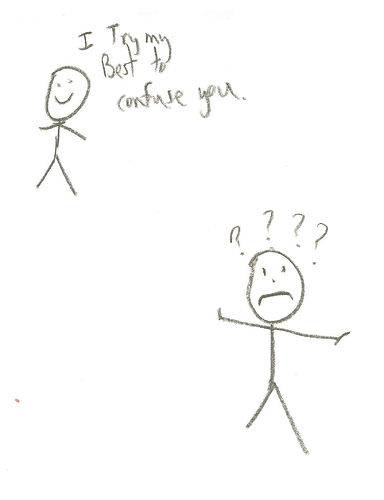 I Try my
Best to
confuse you.
? ? ? ?